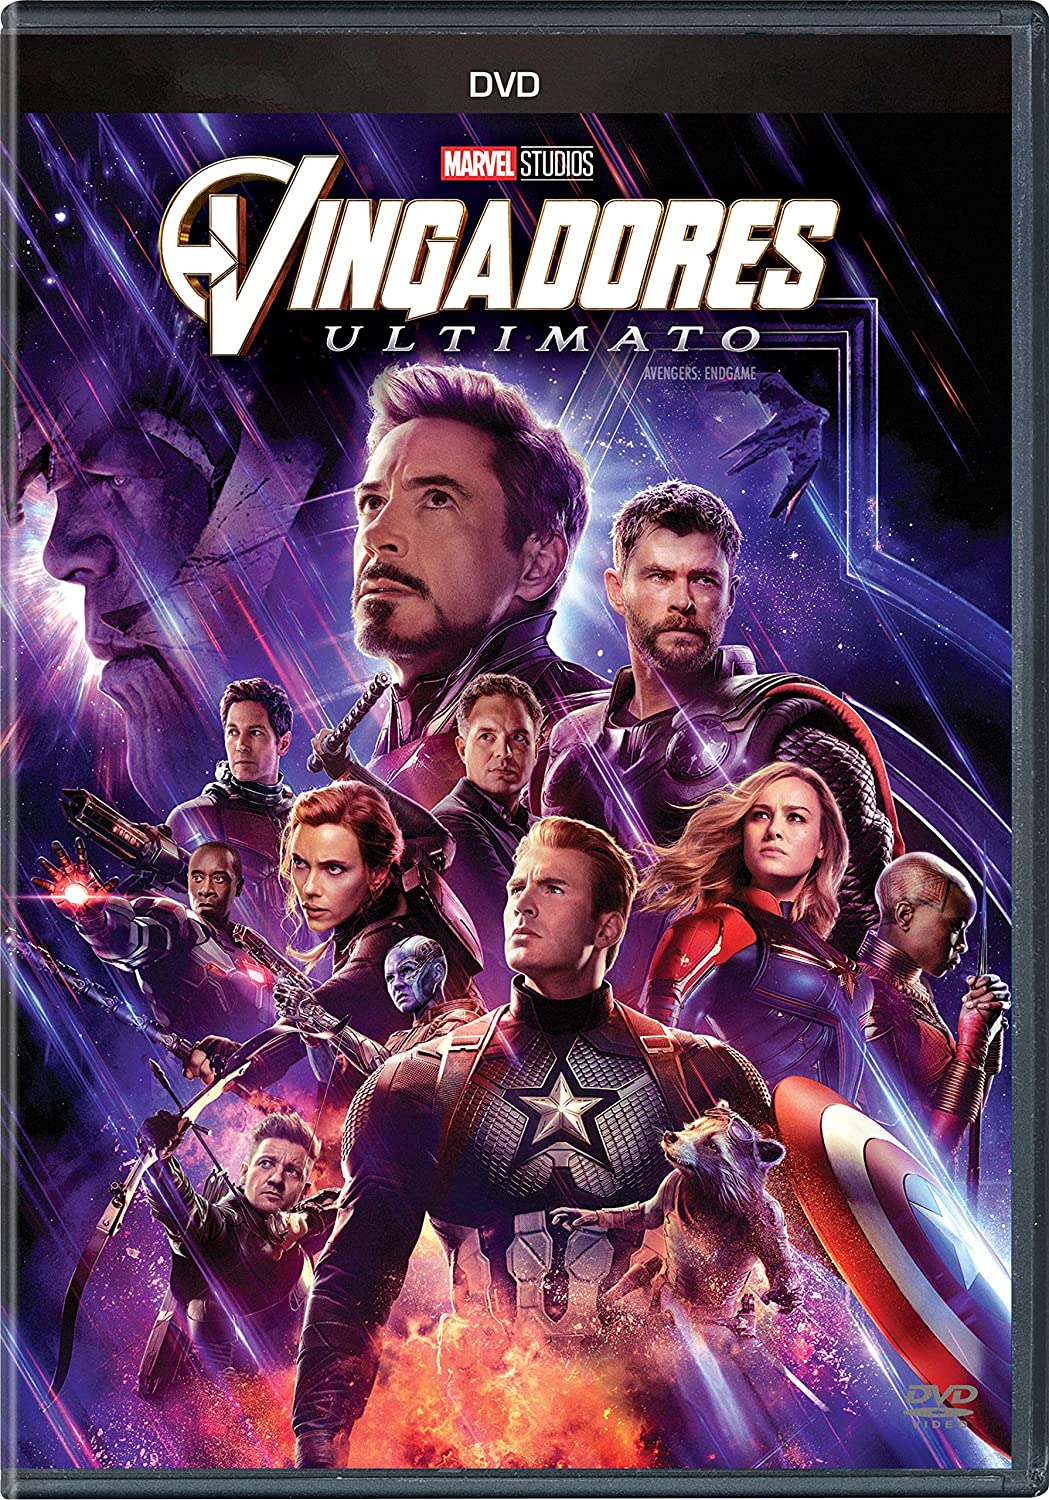 DVD
MARVEL STUDIOS
VINGADORES
ULTIMATO
AVENGERS: ENDGAME
DVD
VIDEO